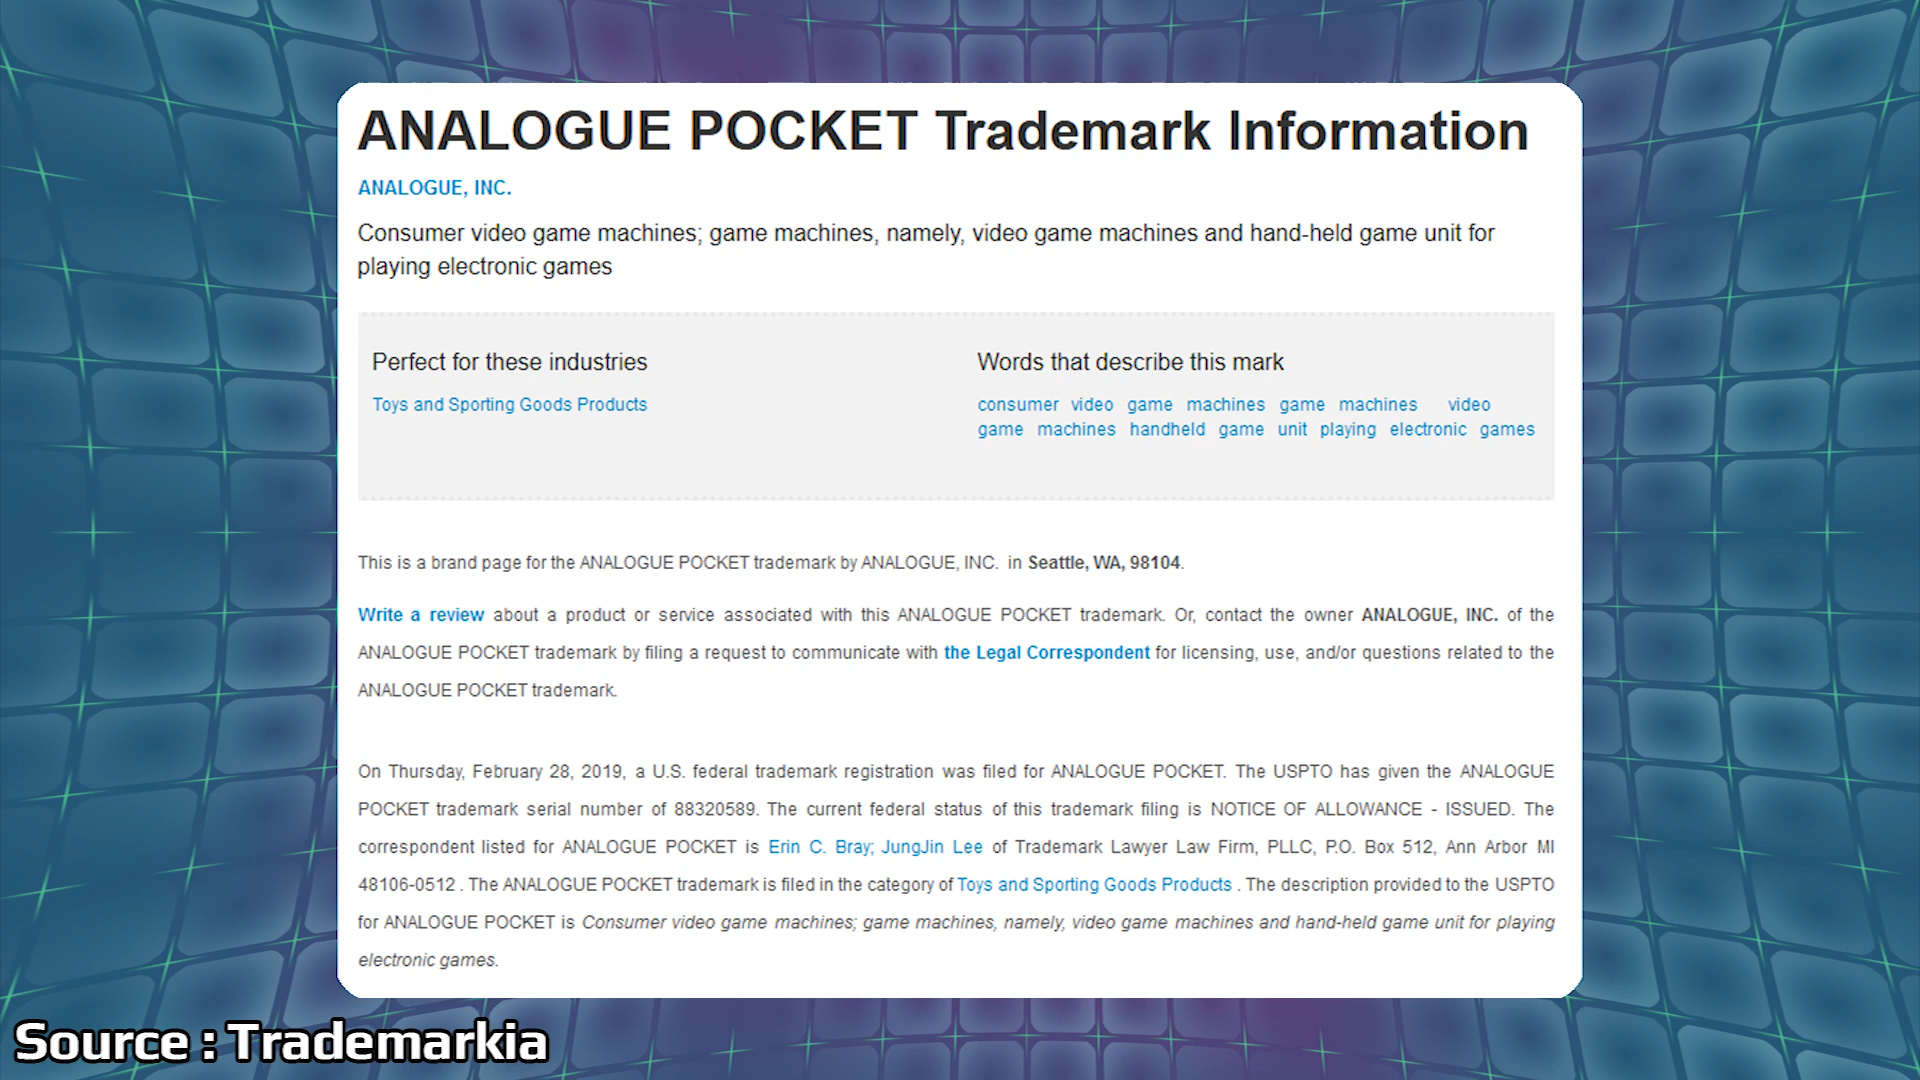 ANALOGUE POCKET Trademark Information
ANALOGUE, INC.
Consumer video game machines; game machines, namely, video game machines and hand-held game unit for
playing electronic games
Perfect for these industries
Toys and Sporting Goods Products
Words that describe this mark
consumer video game machines game machines video
game machines handheld game unit playing electronic games
This is a brand page for the ANALOGUE POCKET trademark by ANALOGUE, INC. in Seattle, WA, 98104.
Write a review about a product or service associated with this ANALOGUE POCKET trademark. Or, contact the owner ANALOGUE, INC. of the
ANALOGUE POCKET trademark by filing a request to communicate with the Legal Correspondent for licensing, use, and/or questions related to the
ANALOGUE POCKET trademark.
On Thursday, February 28, 2019, a U.S. federal trademark registration was filed for ANALOGUE POCKET. The USPTO has given the ANALOGUE
POCKET trademark serial number of 88320589. The current federal status of this trademark filing is NOTICE OF ALLOWANCE - ISSUED. The
correspondent listed for ANALOGUE POCKET is Erin C. Bray; JungJin Lee of Trademark Lawyer Law Firm, PLLC, P.O. Box 512, Ann Arbor MI
48106-0512 . The ANALOGUE POCKET trademark is filed in the category of Toys and Sporting Goods Products . The description provided to the USPTO
for ANALOGUE POCKET is Consumer video game machines; game machines, namely, video game machines and hand-held game unit for playing
electronic games.
Source : Trademarkia